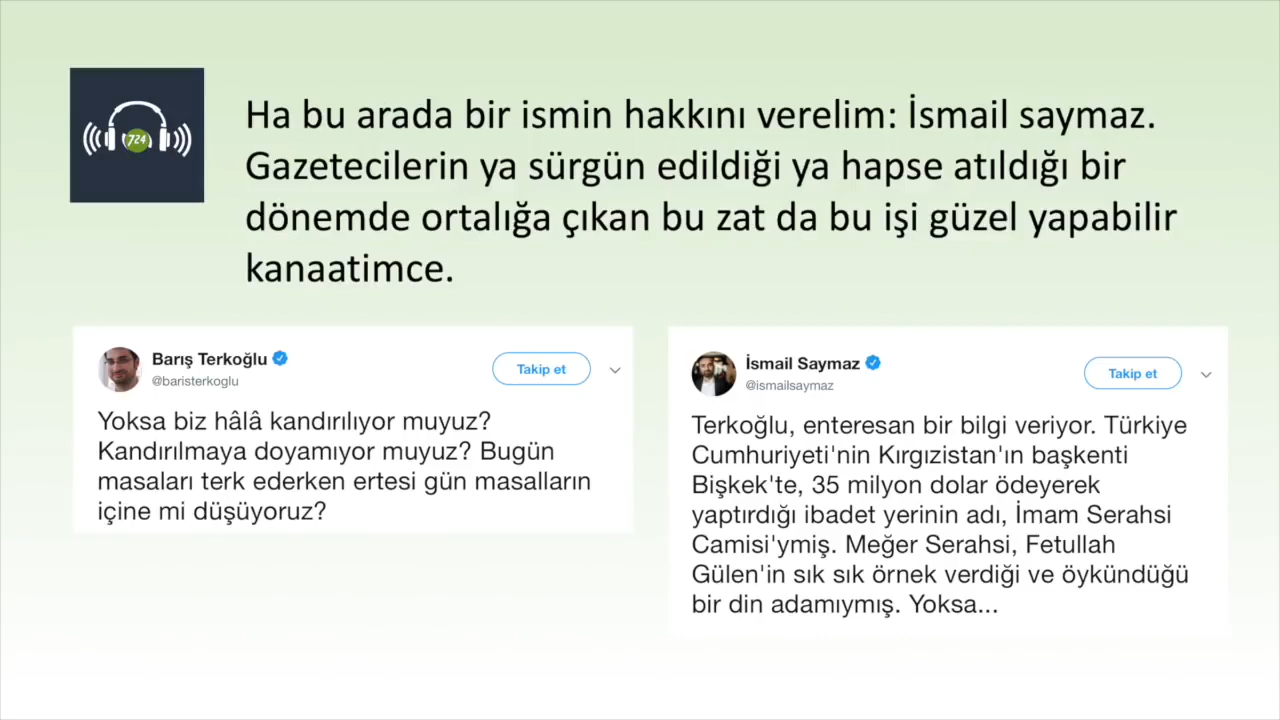 724
Ha bu arada bir ismin hakkını verelim: İsmail saymaz.
Gazetecilerin ya sürgün edildiği ya hapse atıldığı bir
dönemde ortalığa çıkan bu zat da bu işi güzel yapabilir
kanaatimce.
Barış Terkoğlu
@baristerkoglu
Takip et
Yoksa biz hâlâ kandırılıyor muyuz?
Kandırılmaya doyamıyor muyuz? Bugün
masaları terk ederken ertesi gün masalların
içine mi düşüyoruz?
İsmail Saymaz
@ismailsaymaz
Takip et
Terkoğlu, enteresan bir bilgi veriyor. Türkiye
Cumhuriyeti'nin Kırgızistan'ın başkenti
Bişkek'te, 35 milyon dolar ödeyerek
yaptırdığı ibadet yerinin adı, İmam Serahsi
Camisi'ymiş. Meğer Serahsi, Fetullah
Gülen'in sık sık örnek verdiği ve öykündüğü
bir din adamıymış. Yoksa...